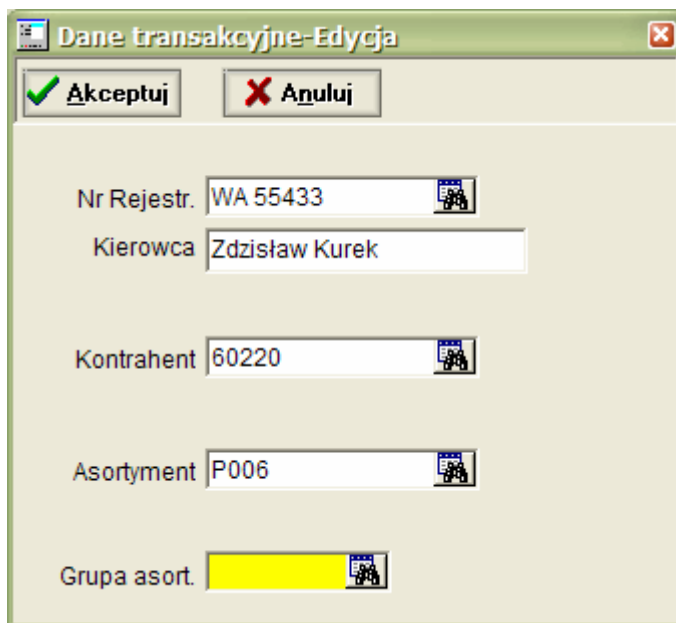 Dane transakcyjne-Edycja
Akceptuj Anuluj
Nr Rejestr. WA 55433
Kierowca Zdzisław Kurek
Kontrahent 60220
Asortyment P006
Grupa asort.